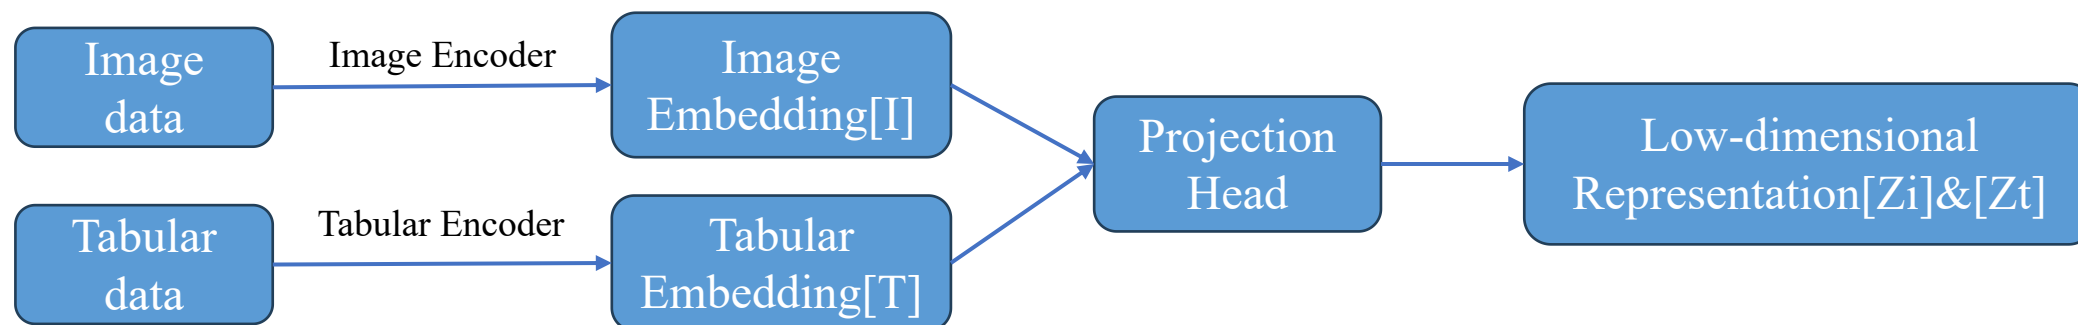 Image
data
Image Encoder
Image
Embedding[I]
Tabular
data
Tabular Encoder
Tabular
Embedding[T]
Projection
Head
Low-dimensional
Representation[Zi]&[Zt]